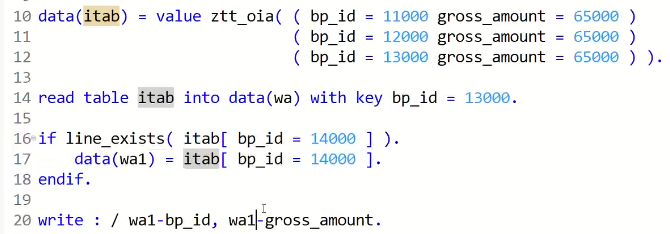 10 data(itab) = value ztt_oia( ( bp_id = 11000 gross_amount = 65000 )
11 ( bp_id = 12000 gross_amount = 65000 )
12 ( bp_id = 13000 gross_amount = 65000 ) ).
13
14 read table itab into data(wa) with key bp_id = 13000.
15
16 if line_exists( itab[ bp_id = 14000 ] ).
17 data(wa1) = itab[ bp_id = 14000 ].
18 endif.
19
20 write : / wa1-bp_id, wa1-gross_amount.